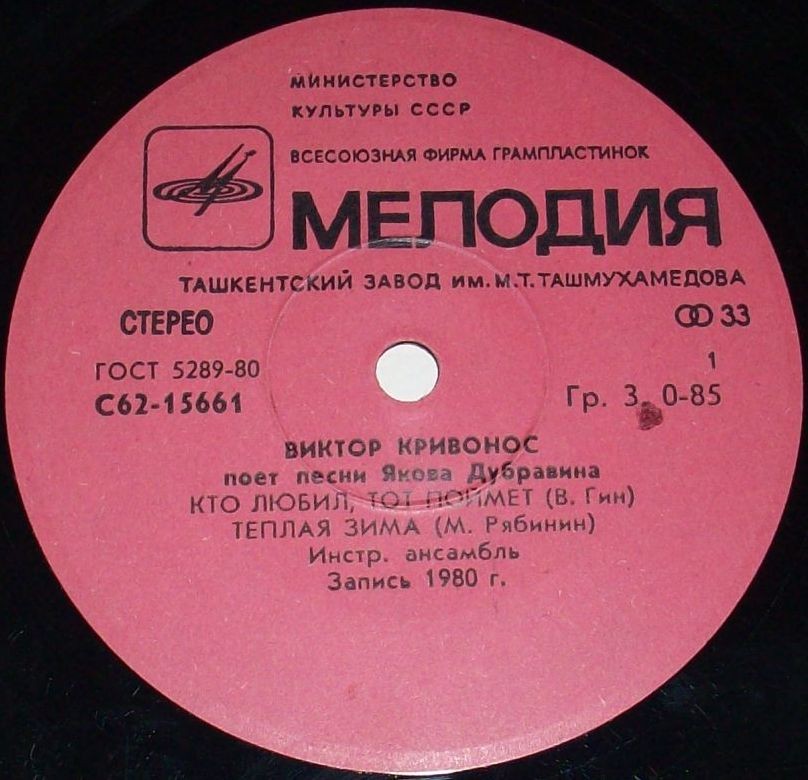 МИНИСТЕРСТВО
КУЛЬТУРЫ СССР
ВСЕСОЮЗНАЯ ФИРМА ГРАМПЛАСТИНОК
МЕЛОДИЯ
ТАШКЕНТСКИЙ ЗАВОД ИМ. М.Т. ТАШМУХАМЕДОВА
СТЕРЕО 33
ГОСТ 5289-80 1
С62-15661 Гр. 3. 0-85
ВИКТОР КРИВОНОС
поет песни Якова Дубравина
КТО ЛЮБИЛ, ТОТ ПОЙМЕТ (В. Гин)
ТЕПЛАЯ ЗИМА (М. Рябинин)
Инстр. ансамбль
Запись 1980 г.